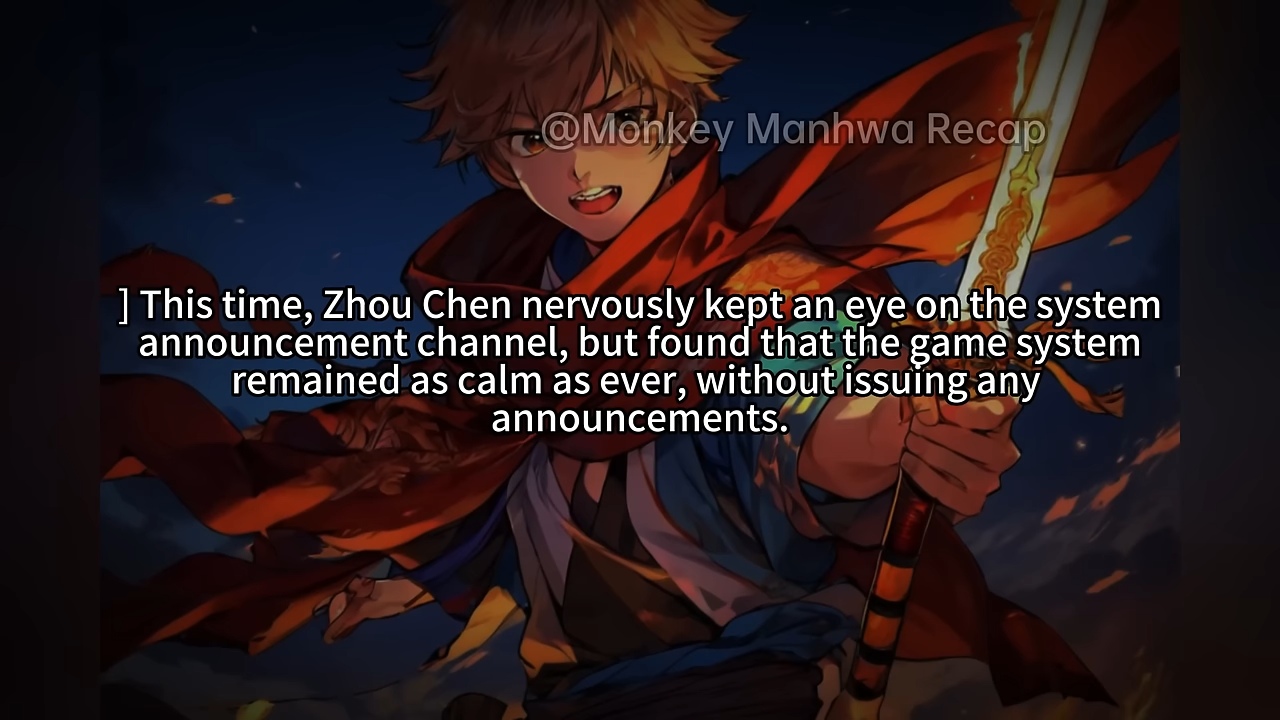 @Monkey Manhwa Recap
] This time, Zhou Chen nervously kept an eye on the system
announcement channel, but found that the game system
remained as calm as ever, without issuing any
announcements.